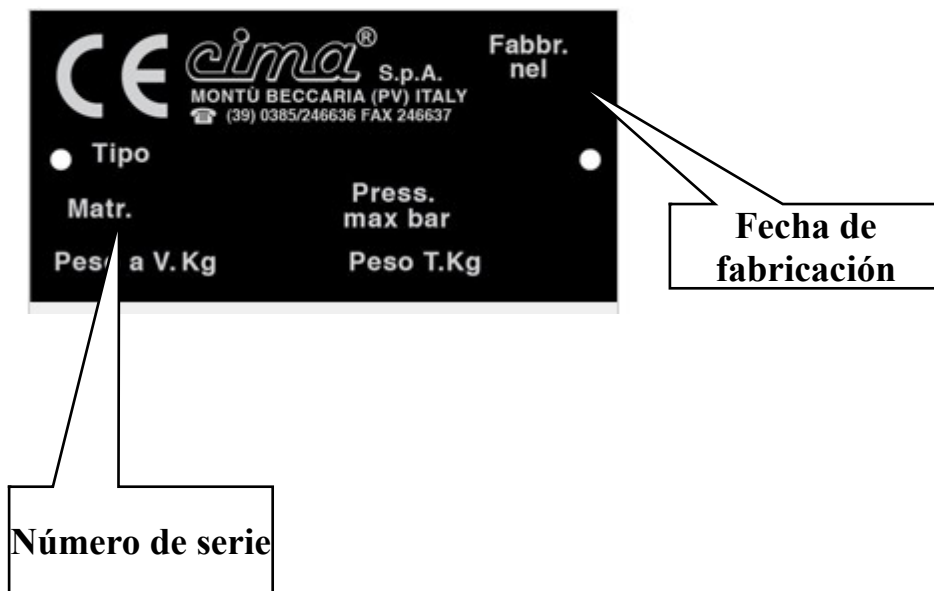 CE cima® S.p.A.
Fabbr.
nel
MONTÙ BECCARIA (PV) ITALY
☎ (39) 0385/246636 FAX 246637
Tipo
Matr.
Press.
max bar
Peso a V. Kg
Peso T.Kg
Fecha de
fabricación
Número de serie